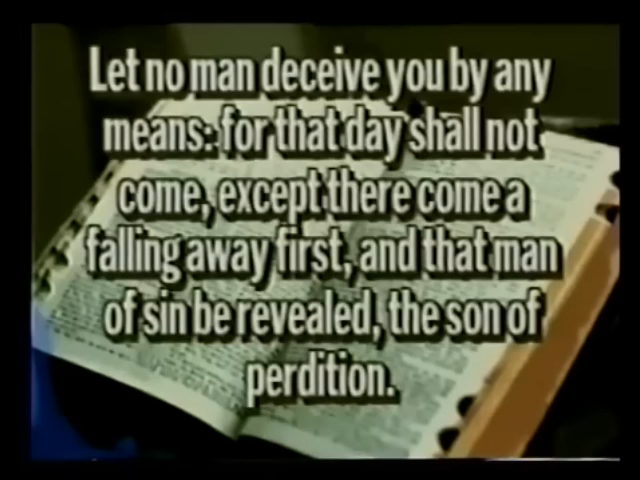 Let no man deceive you by any
means: for that day shall not
come, except there come a
falling away first, and that man
of sin be revealed, the son of
perdition.